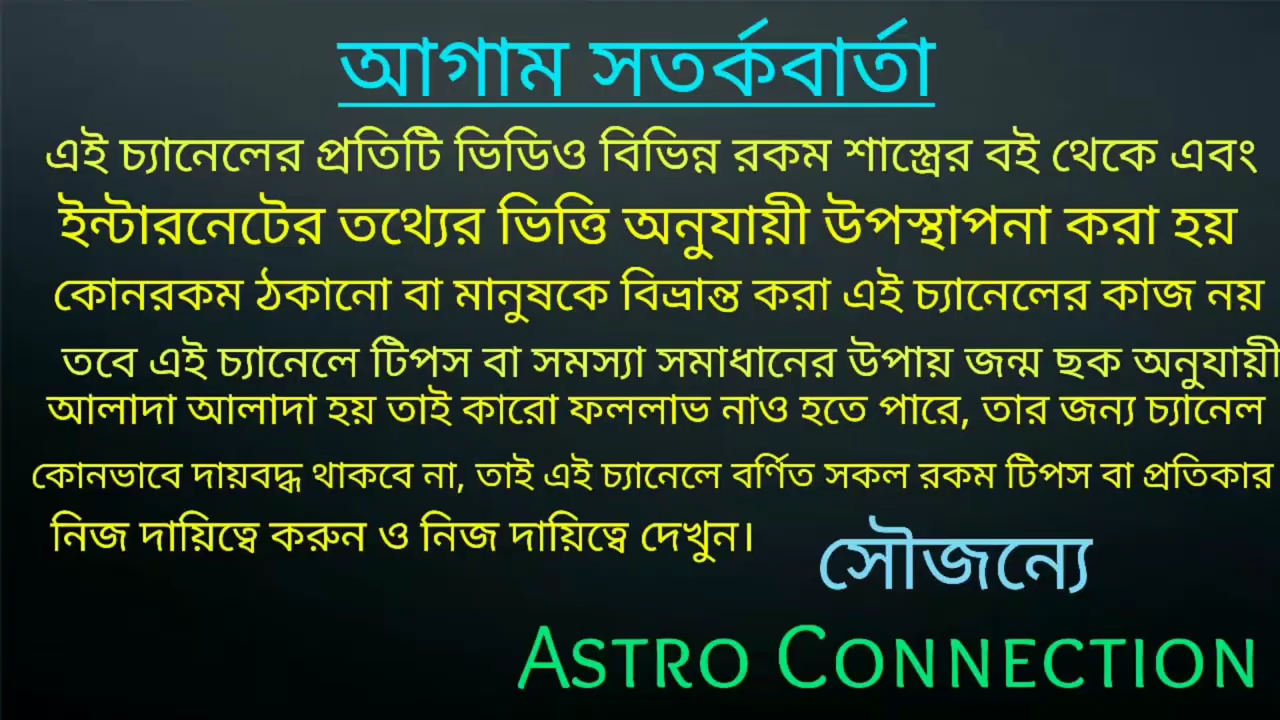 আগাম সতর্কবার্তা
এই চ্যানেলের প্রতিটি ভিডিও বিভিন্ন রকম শাস্ত্রের বই থেকে এবং
ইন্টারনেটের তথ্যের ভিত্তি অনুযায়ী উপস্থাপনা করা হয়
কোনরকম ঠকানো বা মানুষকে বিভ্রান্ত করা এই চ্যানেলের কাজ নয়
তবে এই চ্যানেলে টিপস বা সমস্যা সমাধানের উপায় জন্ম ছক অনুযায়ী
আলাদা আলাদা হয় তাই কারো ফললাভ নাও হতে পারে, তার জন্য চ্যানেল
কোনভাবে দায়বদ্ধ থাকবে না, তাই এই চ্যানেলে বর্ণিত সকল রকম টিপস বা প্রতিকার
নিজ দায়িত্বে করুন ও নিজ দায়িত্বে দেখুন।
সৌজন্যে
ASTRO CONNECTION